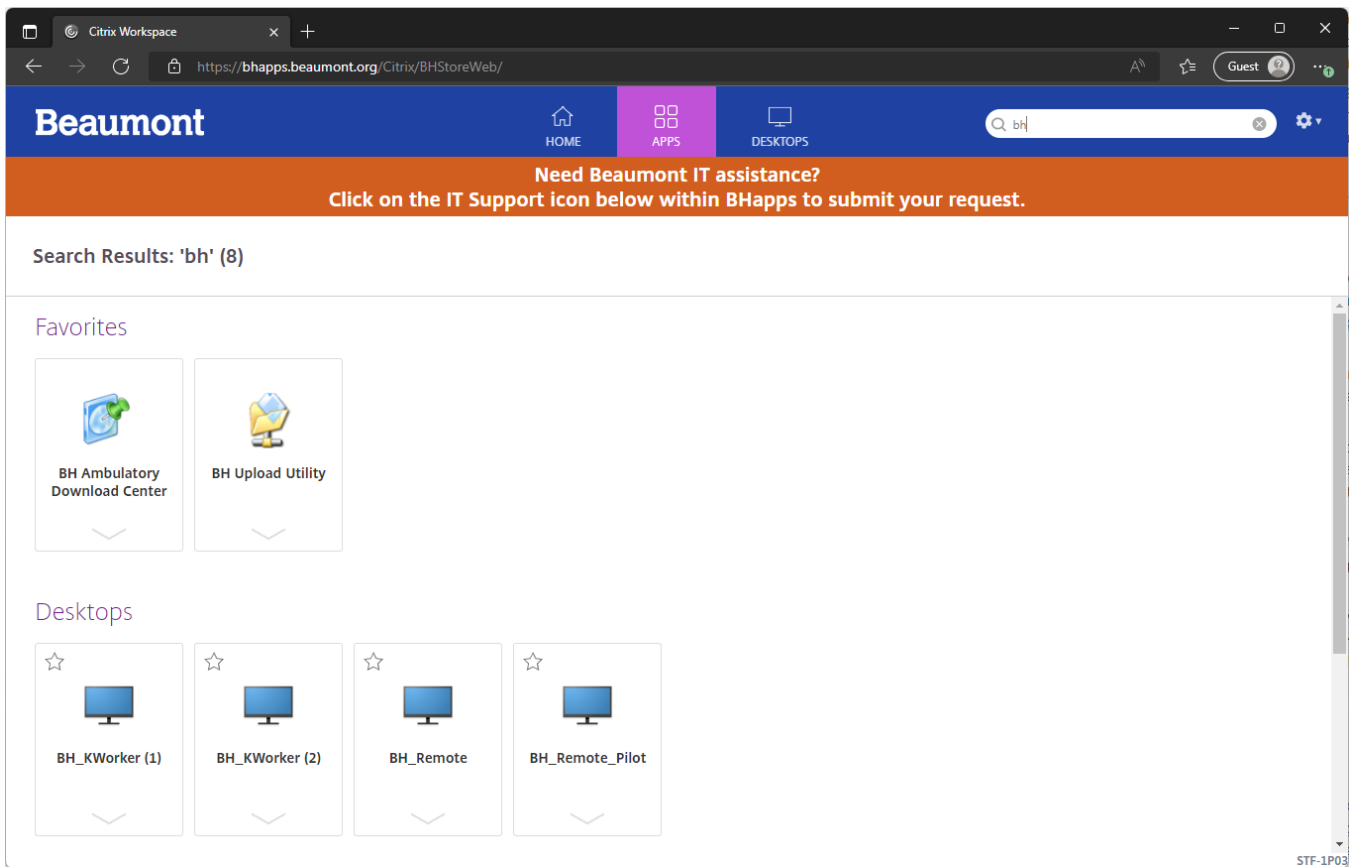 Citrix Workspace
https://bhapps.beaumont.org/Citrix/BHStoreWeb/
Guest
Beaumont
HOME
APPS
DESKTOPS
bh
Need Beaumont IT assistance?
Click on the IT Support icon below within BHapps to submit your request.
Search Results: 'bh' (8)
Favorites
BH Ambulatory
Download Center
BH Upload Utility
Desktops
BH_KWorker (1)
BH_KWorker (2)
BH_Remote
BH_Remote_Pilot
STF-1P03